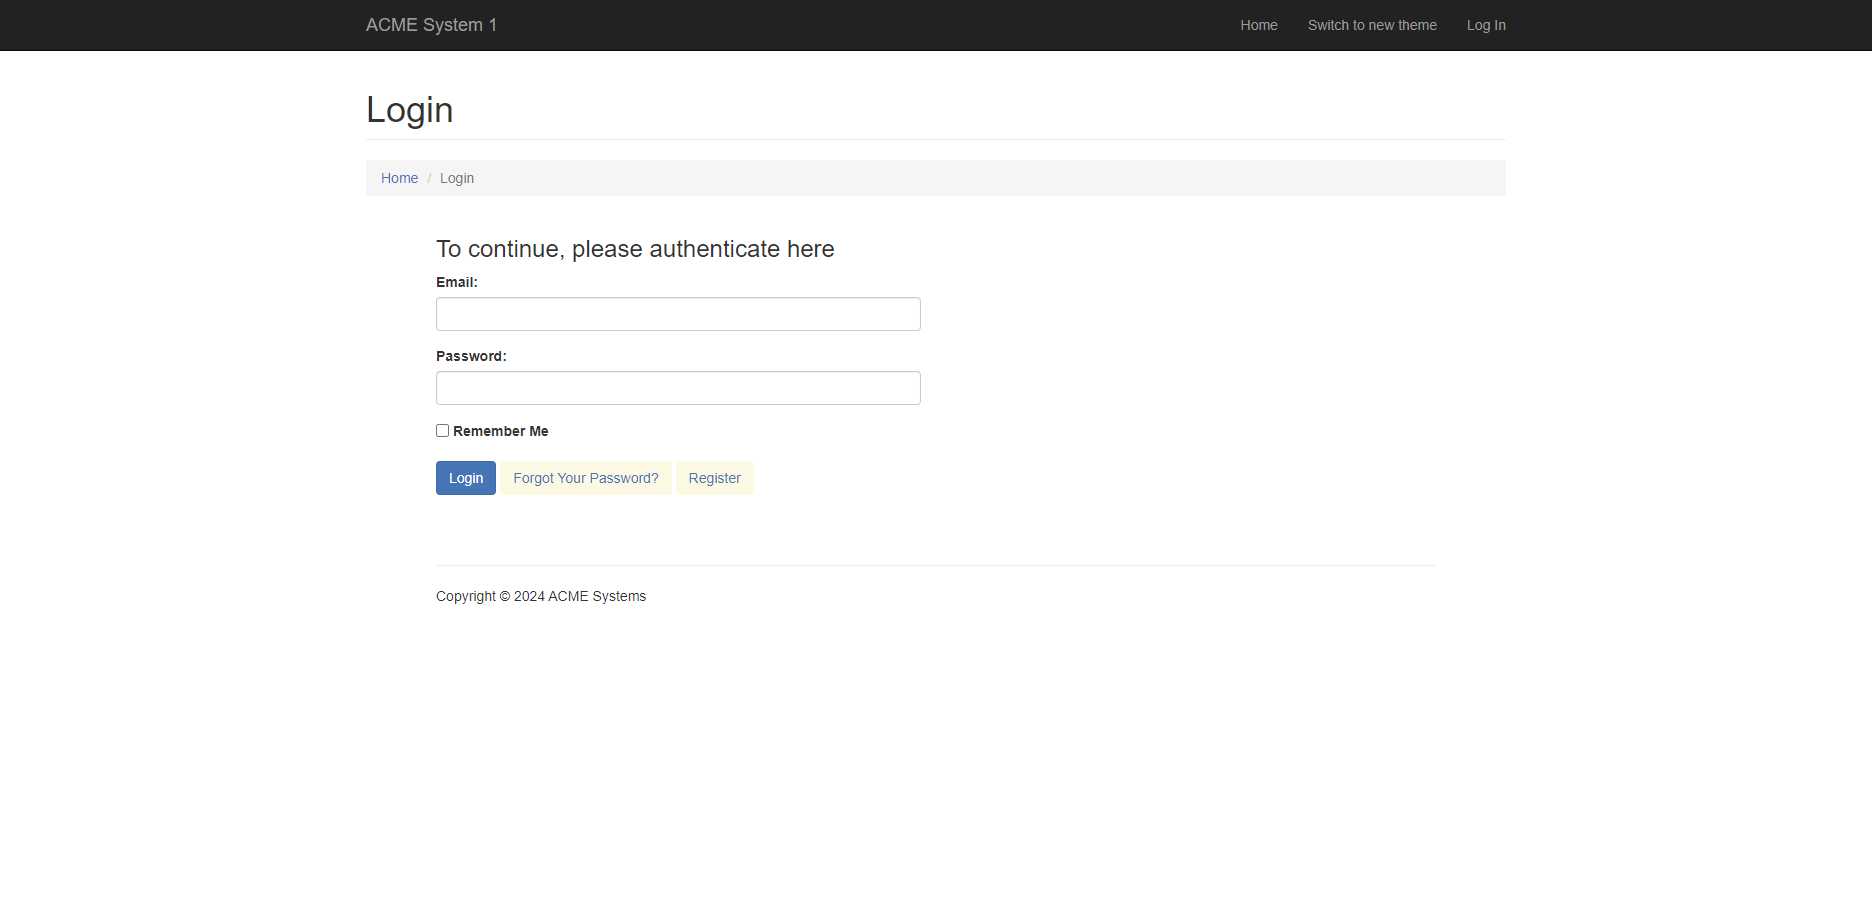 ACME System 1 Home Switch to new theme Log In
Login
Home / Login
To continue, please authenticate here
Email:
Password:
Remember Me
Login Forgot Your Password? Register
Copyright © 2024 ACME Systems